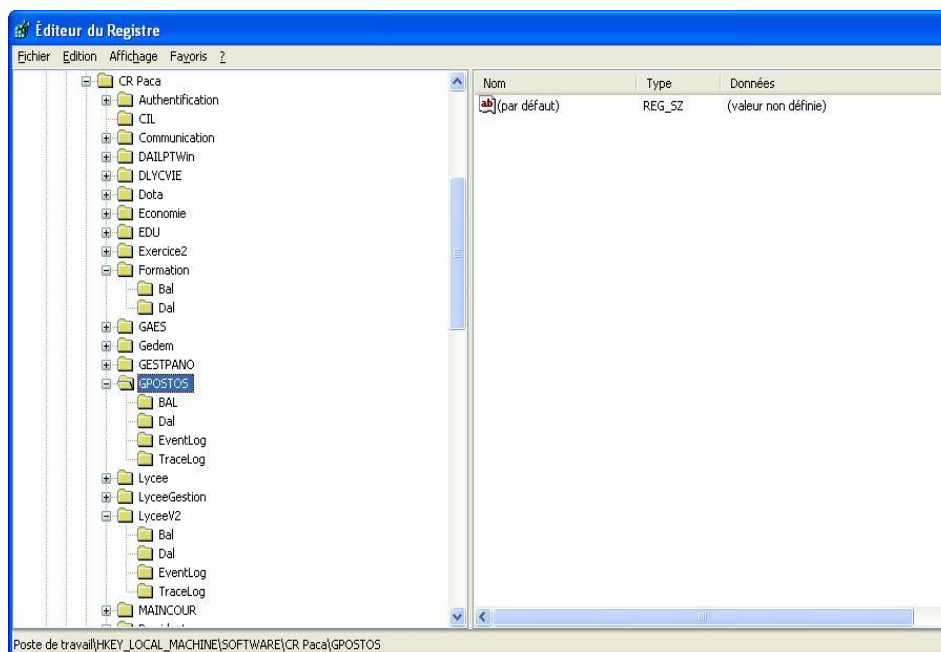 Éditeur du Registre
Fichier Edition Affichage Favoris ?
CR Paca
Authentification
CIL
Communication
DAILPTWin
DLYCVIE
Dota
Economie
EDU
Exercice2
Formation
Bal
Dal
GAES
Gedem
GESTPANO
GPOSTOS
BAL
Dal
EventLog
TraceLog
Lycee
LyceeGestion
LyceeV2
Bal
Dal
EventLog
TraceLog
MAINCOUR
Nom Type Données
ab (par défaut) REG_SZ (valeur non définie)
Poste de travail\HKEY_LOCAL_MACHINE\SOFTWARE\CR Paca\GPOSTOS